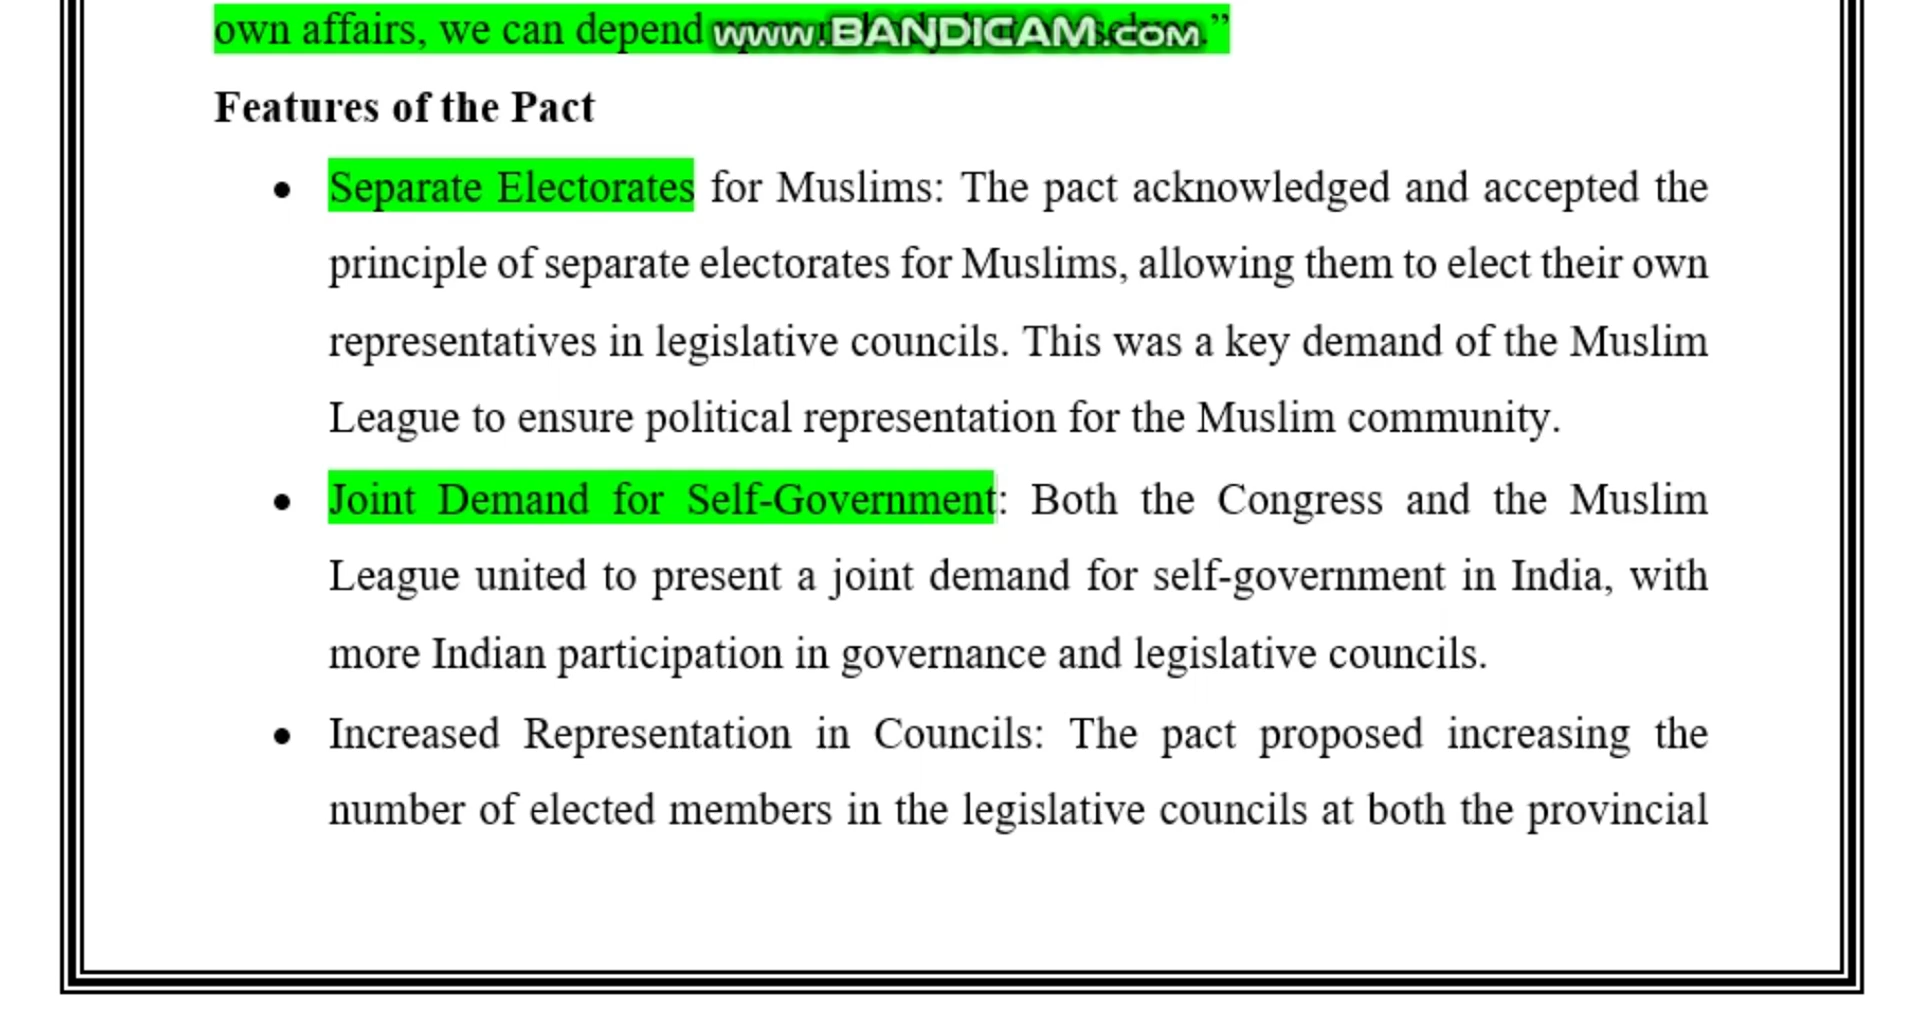 own affairs, we can depend
www.BANDICAM.com
”
Features of the Pact
• Separate Electorates for Muslims: The pact acknowledged and accepted the
principle of separate electorates for Muslims, allowing them to elect their own
representatives in legislative councils. This was a key demand of the Muslim
League to ensure political representation for the Muslim community.
• Joint Demand for Self-Government: Both the Congress and the Muslim
League united to present a joint demand for self-government in India, with
more Indian participation in governance and legislative councils.
• Increased Representation in Councils: The pact proposed increasing the
number of elected members in the legislative councils at both the provincial